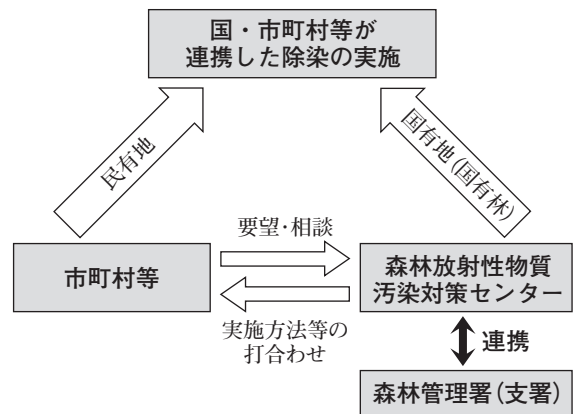 国・市町村等が
連携した除染の実施
民有地
国有地(国有林)
要望・相談
市町村等
森林放射性物質
汚染対策センター
実施方法等の
打合わせ
連携
森林管理署(支署)